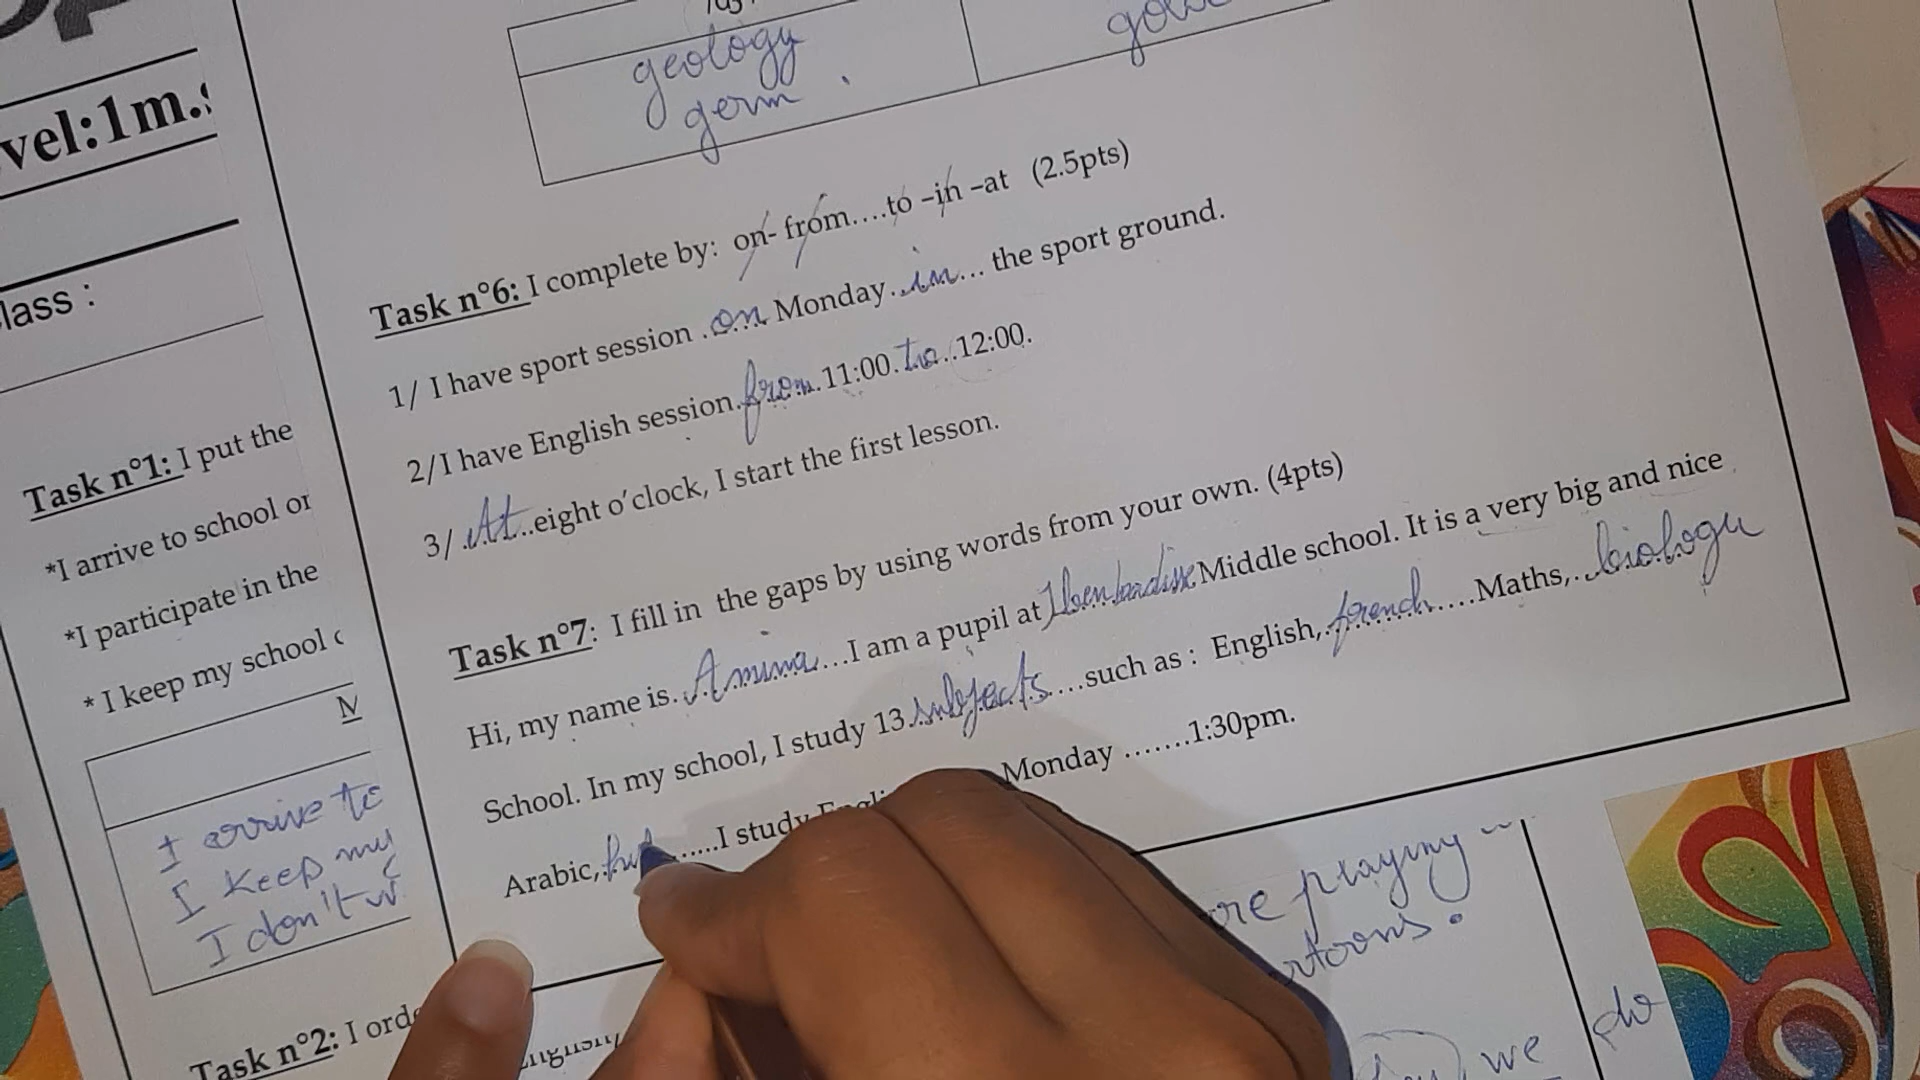 vel:1m.s
lass :
Task n°1: I put the
*I arrive to school or
*I participate in the
* I keep my school
I arrive to
I keep my
I don't
Task n°2: I orde
geology
germ
Task n°6: I complete by: on- from....to –in –at (2.5pts)
1/ I have sport session .on Monday..in... the sport ground.
2/I have English session.from.11:00.to..12:00.
3/.At..eight o'clock, I start the first lesson.
Task n°7: I fill in the gaps by using words from your own. (4pts)
Hi, my name is..Amina...I am a pupil at Ibenbadisse Middle school. It is a very big and nice
School. In my school, I study 13.subjects....such as : English,.french....Maths,..biologu
Arabic, ......I study Monday .......1:30pm.
playing
we
do